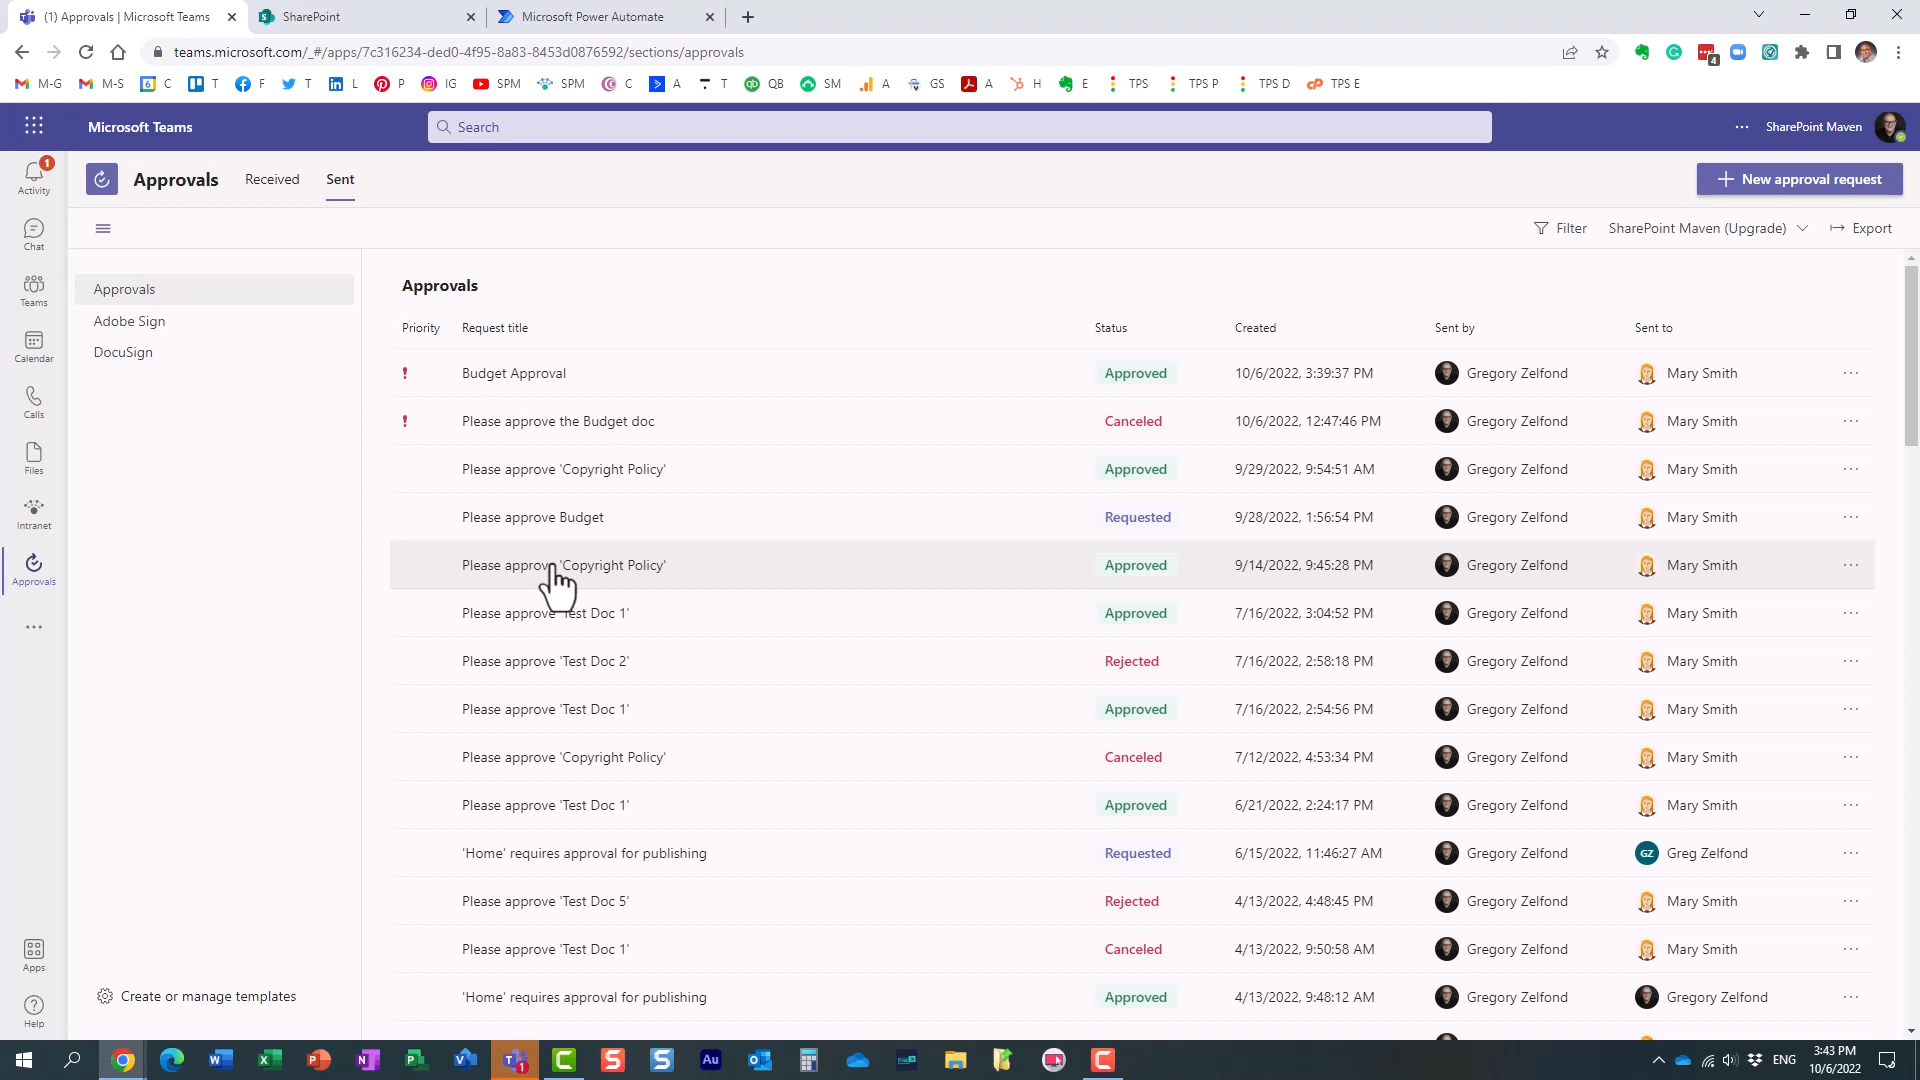 (1) Approvals | Microsoft Teams SharePoint Microsoft Power Automate
teams.microsoft.com/_#/apps/7c316234-ded0-4f95-8a83-8453d0876592/sections/approvals 4
M-G M-S 6 C T F T L P IG SPM SPM C A T QB SM A GS A H E TPS TPS P TPS D TPS E
Microsoft Teams Search SharePoint Maven
1
Activity
Chat
Teams
Calendar
Calls
Files
Intranet
Approvals
Apps
Help
Approvals Received Sent New approval request
Filter SharePoint Maven (Upgrade) Export
Approvals
Adobe Sign
DocuSign
Create or manage templates
Approvals
Priority Request title Status Created Sent by Sent to
Budget Approval Approved 10/6/2022, 3:39:37 PM Gregory Zelfond Mary Smith
Please approve the Budget doc Canceled 10/6/2022, 12:47:46 PM Gregory Zelfond Mary Smith
Please approve 'Copyright Policy' Approved 9/29/2022, 9:54:51 AM Gregory Zelfond Mary Smith
Please approve Budget Requested 9/28/2022, 1:56:54 PM Gregory Zelfond Mary Smith
Please approve 'Copyright Policy' Approved 9/14/2022, 9:45:28 PM Gregory Zelfond Mary Smith
Please approve 'Test Doc 1' Approved 7/16/2022, 3:04:52 PM Gregory Zelfond Mary Smith
Please approve 'Test Doc 2' Rejected 7/16/2022, 2:58:18 PM Gregory Zelfond Mary Smith
Please approve 'Test Doc 1' Approved 7/16/2022, 2:54:56 PM Gregory Zelfond Mary Smith
Please approve 'Copyright Policy' Canceled 7/12/2022, 4:53:34 PM Gregory Zelfond Mary Smith
Please approve 'Test Doc 1' Approved 6/21/2022, 2:24:17 PM Gregory Zelfond Mary Smith
'Home' requires approval for publishing Requested 6/15/2022, 11:46:27 AM Gregory Zelfond GZ Greg Zelfond
Please approve 'Test Doc 5' Rejected 4/13/2022, 4:48:45 PM Gregory Zelfond Mary Smith
Please approve 'Test Doc 1' Canceled 4/13/2022, 9:50:58 AM Gregory Zelfond Mary Smith
'Home' requires approval for publishing Approved 4/13/2022, 9:48:12 AM Gregory Zelfond Gregory Zelfond
ENG 3:43 PM
10/6/2022